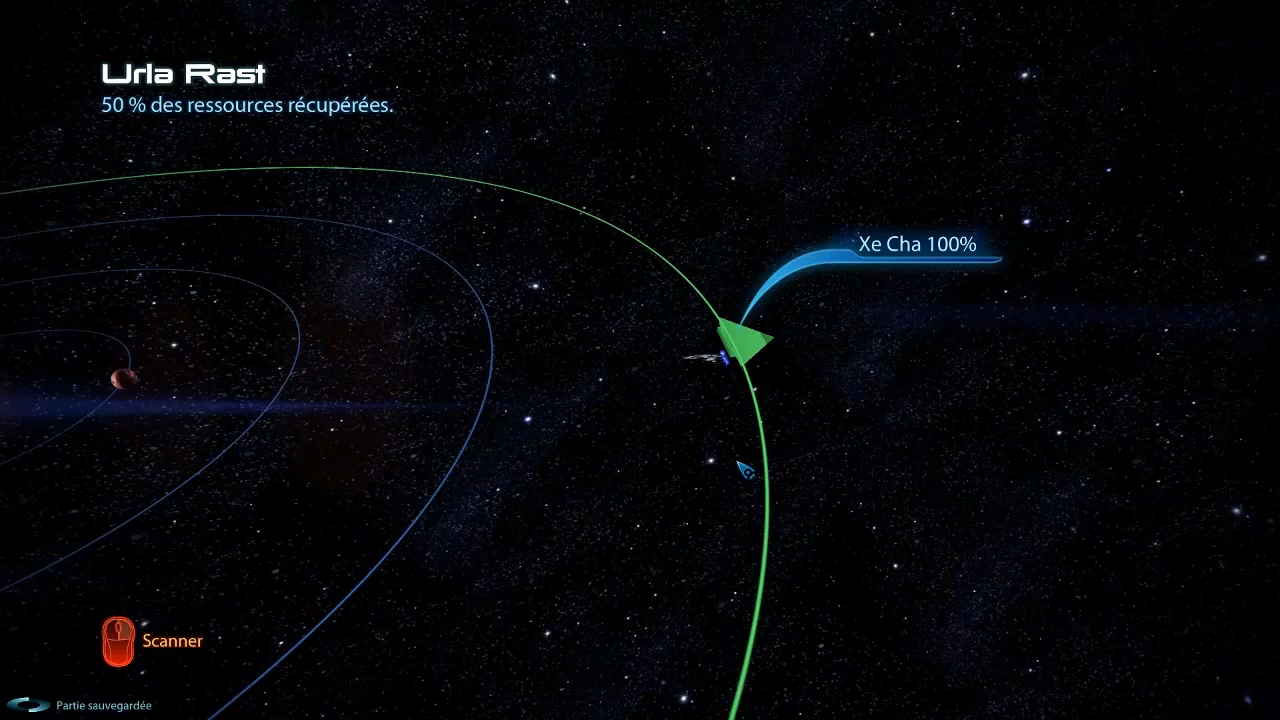 Urla Rast
50 % des ressources récupérées.
Xe Cha 100%
Scanner
Partie sauvegardée